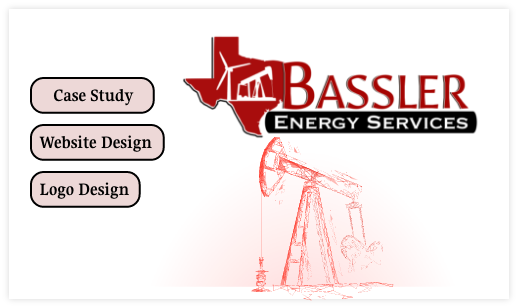 Case Study
Website Design
Logo Design
BASSLER
ENERGY SERVICES